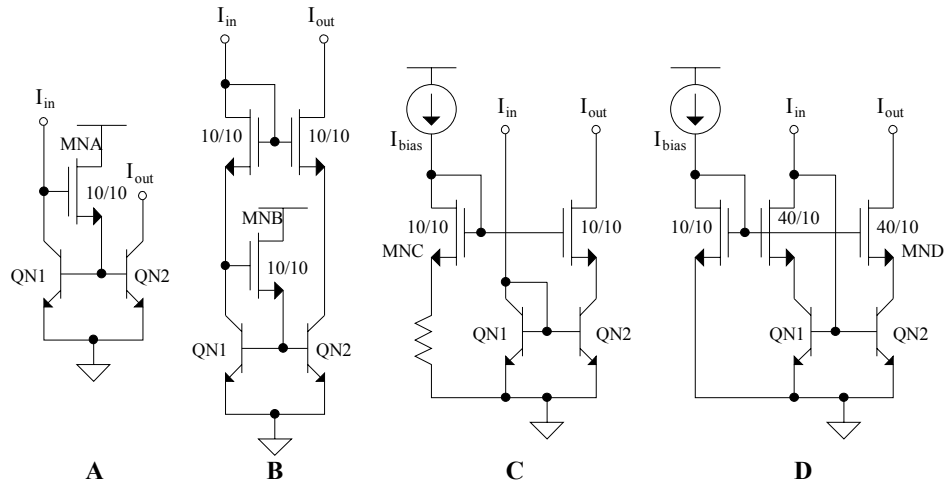 I_in
MNA
10/10
I_out
QN1
QN2
A
I_in
I_out
10/10
10/10
MNB
10/10
QN1
QN2
B
I_bias
I_in
I_out
10/10
10/10
MNC
QN1
QN2
C
I_bias
I_in
I_out
10/10
40/10
40/10
MND
QN1
QN2
D